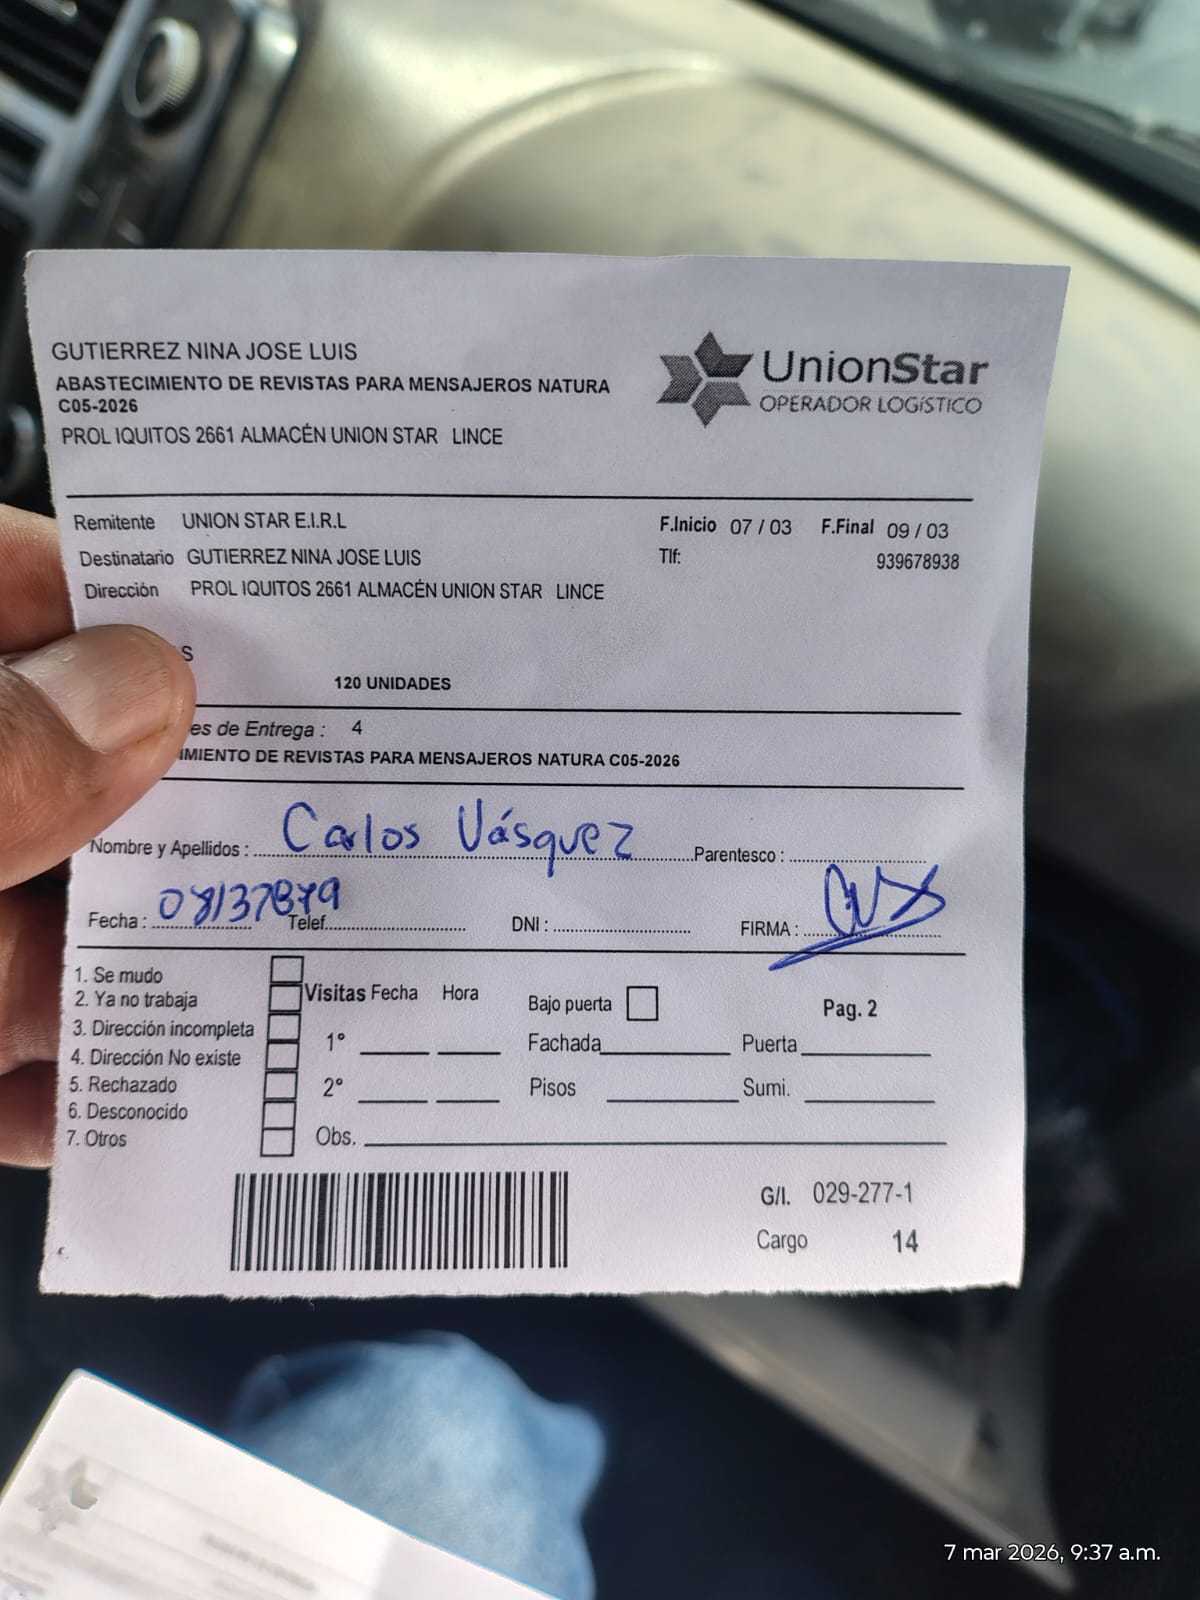 GUTIERREZ NINA JOSE LUIS
ABASTECIMIENTO DE REVISTAS PARA MENSAJEROS NATURA
C05-2026
PROL IQUITOS 2661 ALMACÉN UNION STAR LINCE
UnionStar
OPERADOR LOGíSTICO
Remitente UNION STAR E.I.R.L F.Inicio 07 / 03 F.Final 09 / 03
Destinatario GUTIERREZ NINA JOSE LUIS Tlf: 939678938
Dirección PROL IQUITOS 2661 ALMACÉN UNION STAR LINCE
S
120 UNIDADES
es de Entrega : 4
IMIENTO DE REVISTAS PARA MENSAJEROS NATURA C05-2026
Nombre y Apellidos : Carlos Vásquez Parentesco :
Fecha : 08137879 Telef. DNI : FIRMA :
1. Se mudo
2. Ya no trabaja
3. Dirección incompleta
4. Dirección No existe
5. Rechazado
6. Desconocido
7. Otros
Visitas Fecha Hora
1°
2°
Obs.
Bajo puerta
Fachada Puerta
Pisos Sumi.
Pag. 2
G/I. 029-277-1
Cargo 14
7 mar 2026, 9:37 a.m.